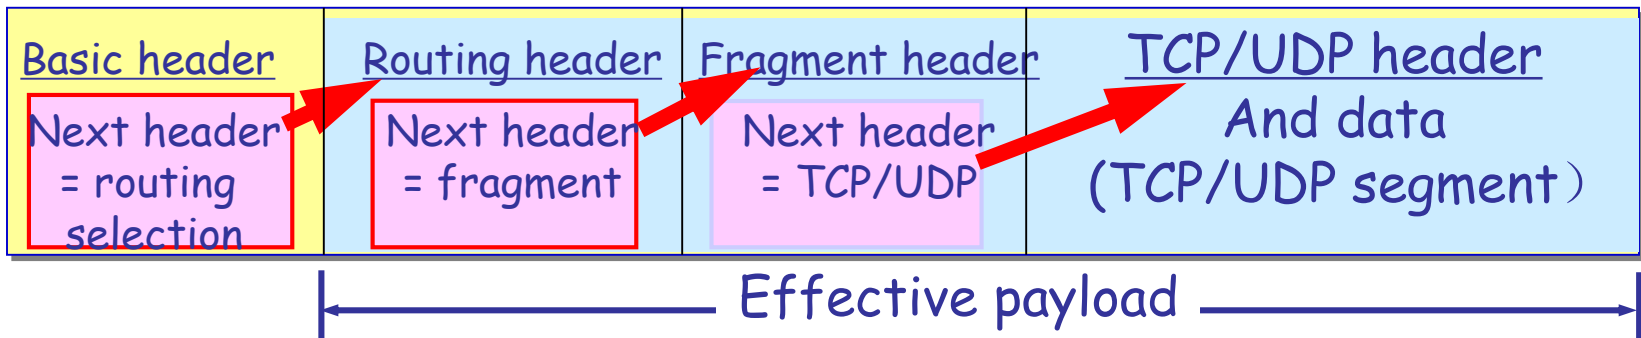 Basic header
Next header
= routing
selection
Routing header
Next header
= fragment
Fragment header
Next header
= TCP/UDP
TCP/UDP header
And data
(TCP/UDP segment）
Effective payload